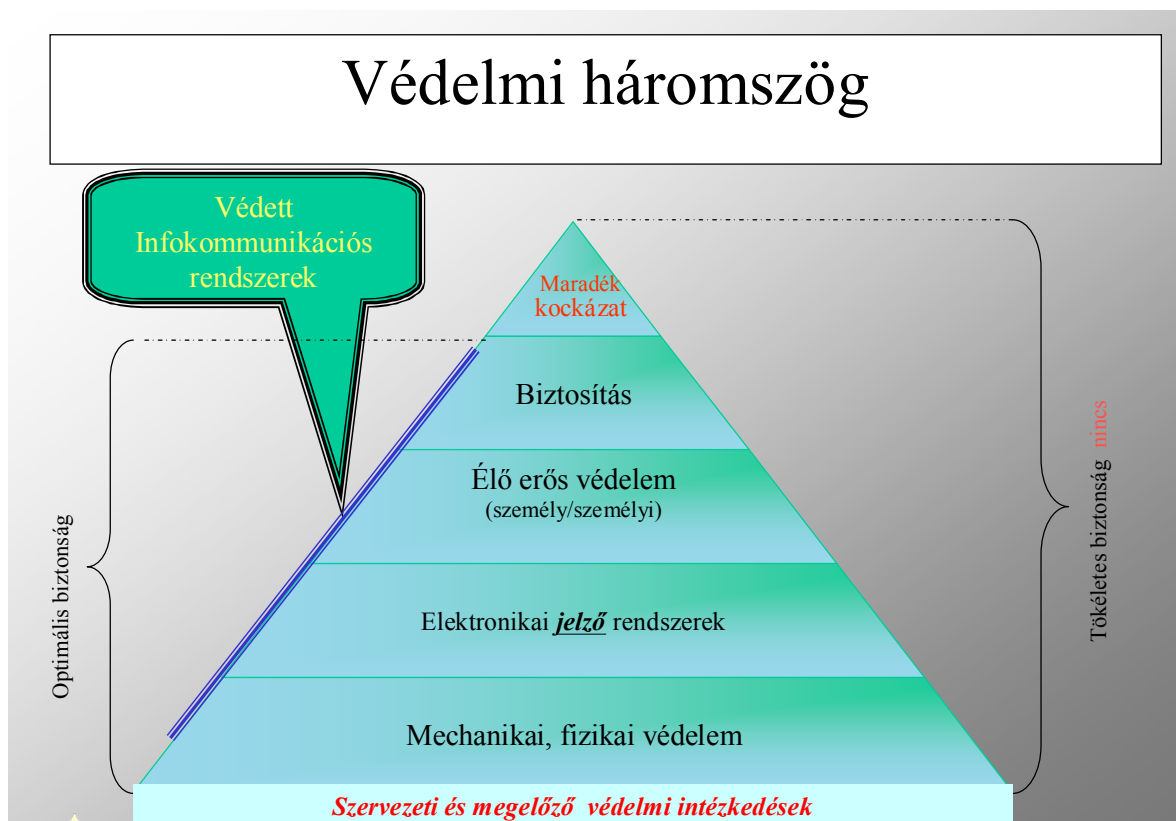 Védelmi háromszög
Védett
Infokommunikációs
rendszerek
Maradék
kockázat
Biztosítás
Élő erős védelem
(személy/személyi)
Elektronikai jelző rendszerek
Mechanikai, fizikai védelem
Szervezeti és megelőző védelmi intézkedések
Optimális biztonság
Tökéletes biztonság nincs